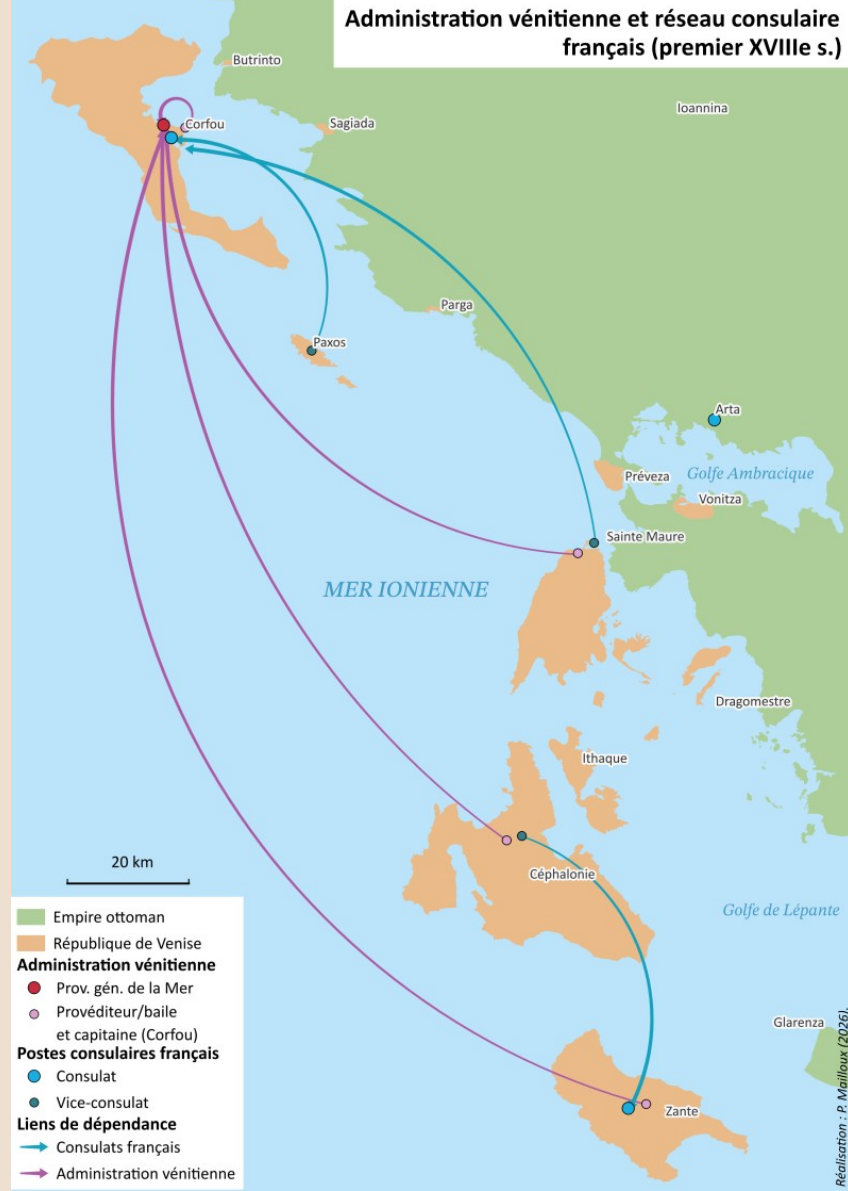 Administration vénitienne et réseau consulaire
français (premier XVIIIe s.)
Butrinto
Ioannina
Corfou
Sagiada
Parga
Paxos
Arta
Golfe Ambracique
Préveza
Vonitza
Sainte Maure
MER IONIENNE
Dragomestre
Ithaque
20 km
Céphalonie
Golfe de Lépante
Empire ottoman
République de Venise
Administration vénitienne
Prov. gén. de la Mer
Provéditeur/baile
et capitaine (Corfou)
Postes consulaires français
Consulat
Vice-consulat
Liens de dépendance
Consulats français
Administration vénitienne
Glarenza
Zante
Réalisation : P. Mailloux (2026).